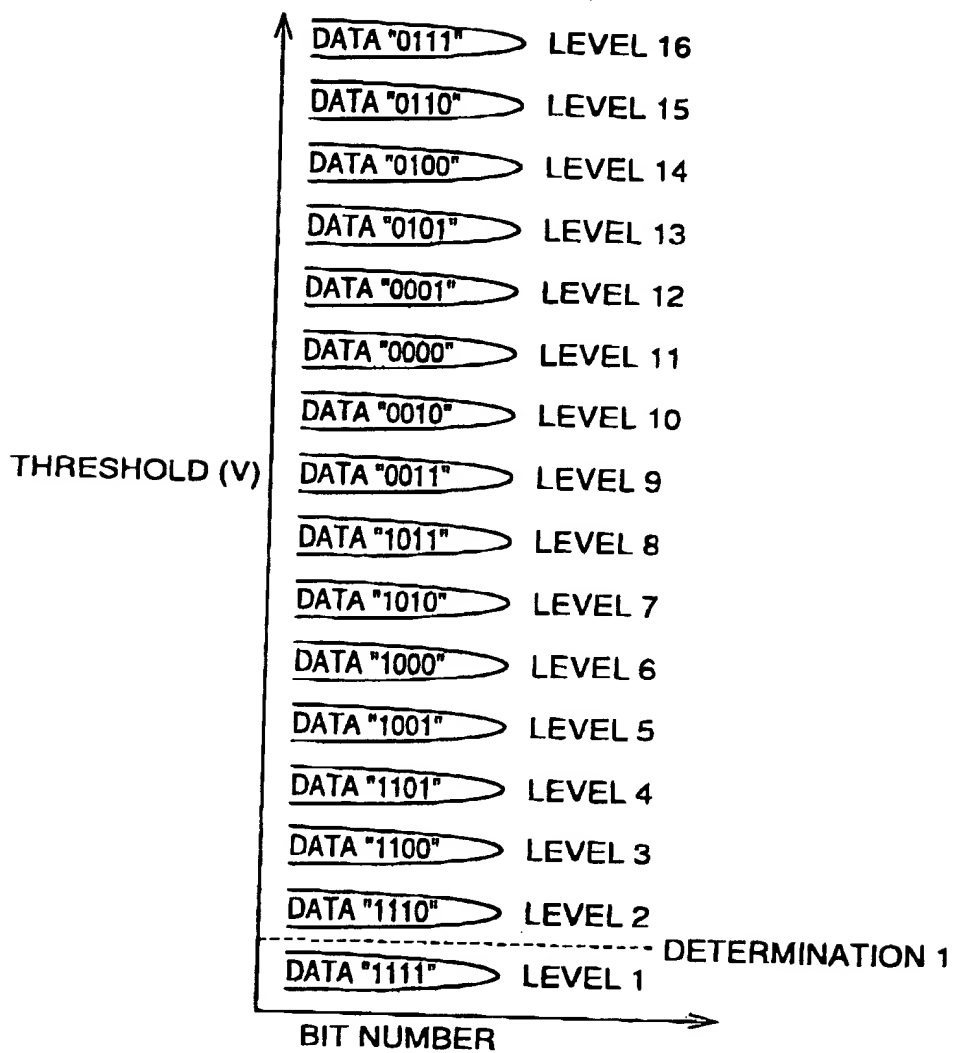 DATA "0111" LEVEL 16
DATA "0110" LEVEL 15
DATA "0100" LEVEL 14
DATA "0101" LEVEL 13
DATA "0001" LEVEL 12
DATA "0000" LEVEL 11
DATA "0010" LEVEL 10
THRESHOLD (V)
DATA "0011" LEVEL 9
DATA "1011" LEVEL 8
DATA "1010" LEVEL 7
DATA "1000" LEVEL 6
DATA "1001" LEVEL 5
DATA "1101" LEVEL 4
DATA "1100" LEVEL 3
DATA "1110" LEVEL 2
DETERMINATION 1
DATA "1111" LEVEL 1
BIT NUMBER